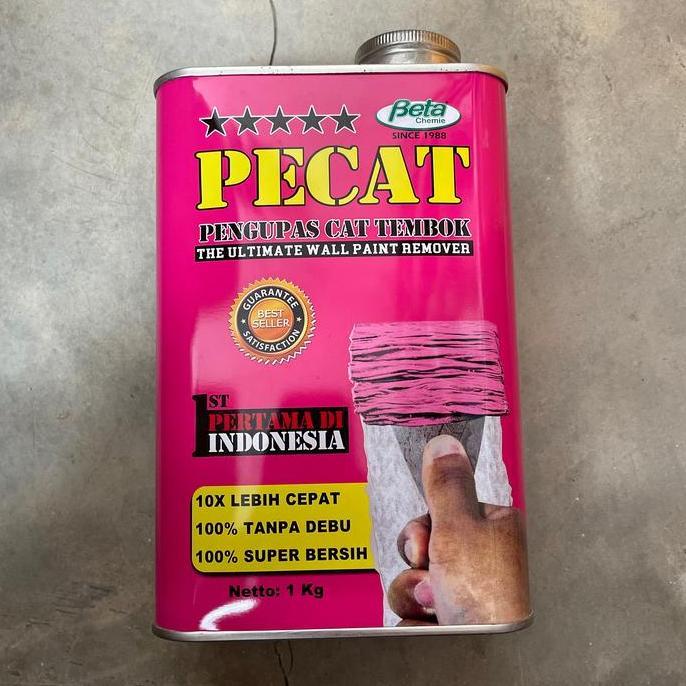 Beta
Chemie
SINCE 1988
PECAT
PENGUPAS CAT TEMBOK
THE ULTIMATE WALL PAINT REMOVER
GUARANTEE
BEST
SELLER
SATISFACTION
1ST
PERTAMA DI
INDONESIA
10X LEBIH CEPAT
100% TANPA DEBU
100% SUPER BERSIH
Netto: 1 Kg